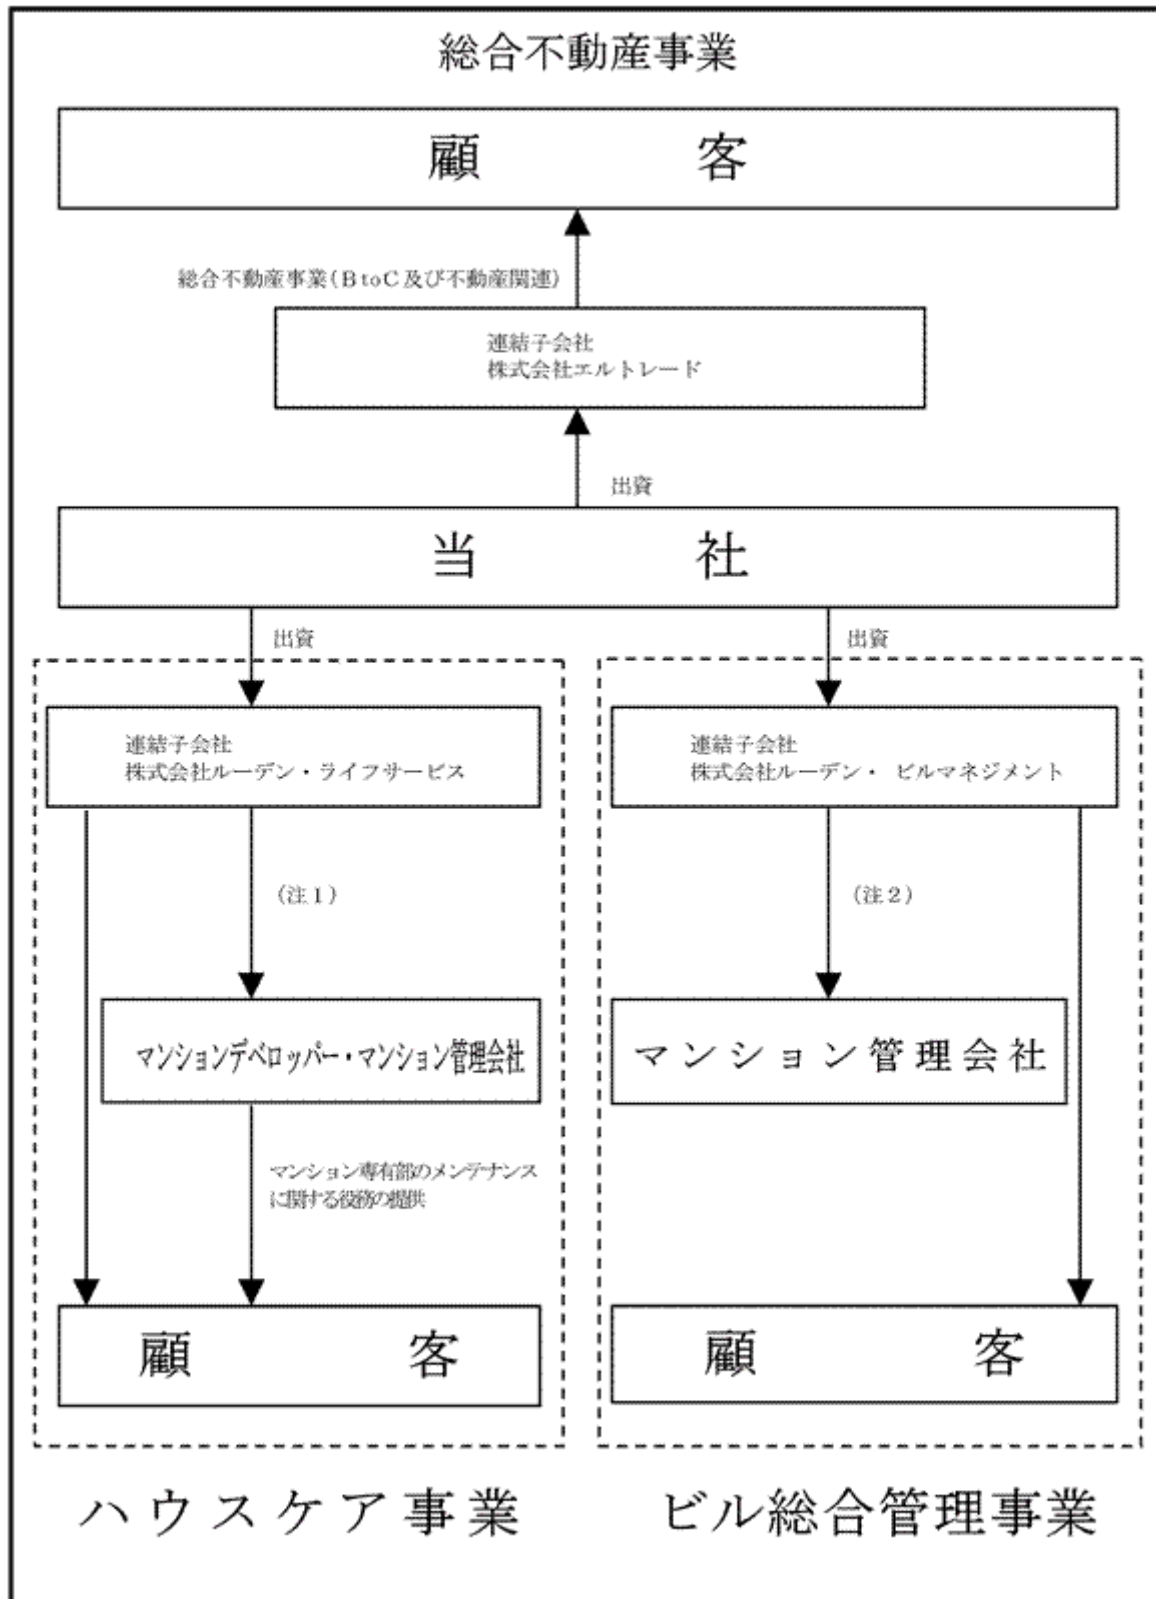 総合不動産事業
顧客
総合不動産事業(BtoC及び不動産関連)
連結子会社
株式会社エルトレード
出資
当社
出資
出資
連結子会社
株式会社ルーデン・ライフサービス
連結子会社
株式会社ルーデン・ ビルマネジメント
(注1)
(注2)
マンションデベロッパー・マンション管理会社
マンション管理会社
マンション専有部のメンテナンス
に関する役務の提供
顧客
顧客
ハウスケア事業
ビル総合管理事業